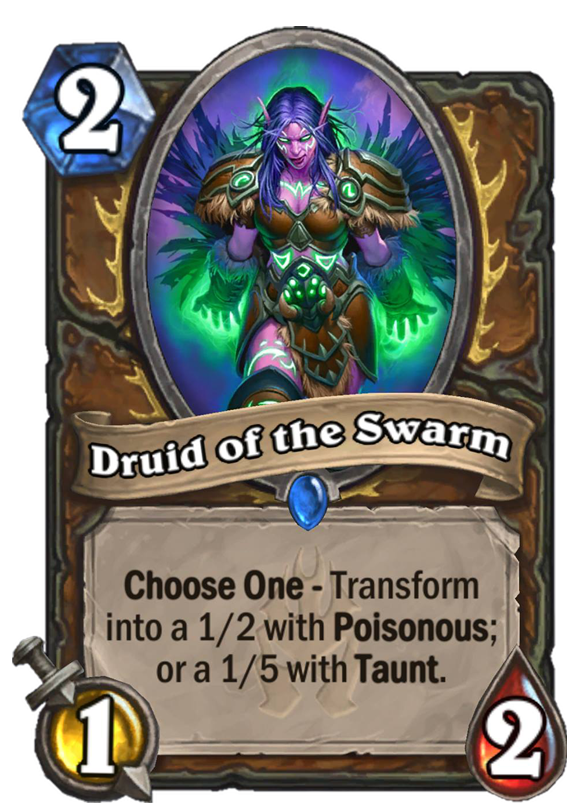 2
Druid of the Swarm
Choose One - Transform
into a 1/2 with Poisonous;
or a 1/5 with Taunt.
1
2